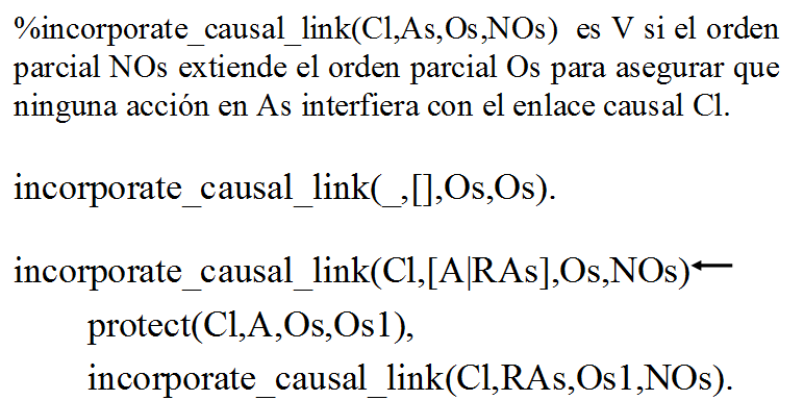 %incorporate_causal_link(Cl,As,Os,NOs) es V si el orden
parcial NOs extiende el orden parcial Os para asegurar que
ninguna acción en As interfiera con el enlace causal Cl.
incorporate_causal_link(_,[],Os,Os).
incorporate_causal_link(Cl,[A|RAs],Os,NOs)←
protect(Cl,A,Os,Os1),
incorporate_causal_link(Cl,RAs,Os1,NOs).